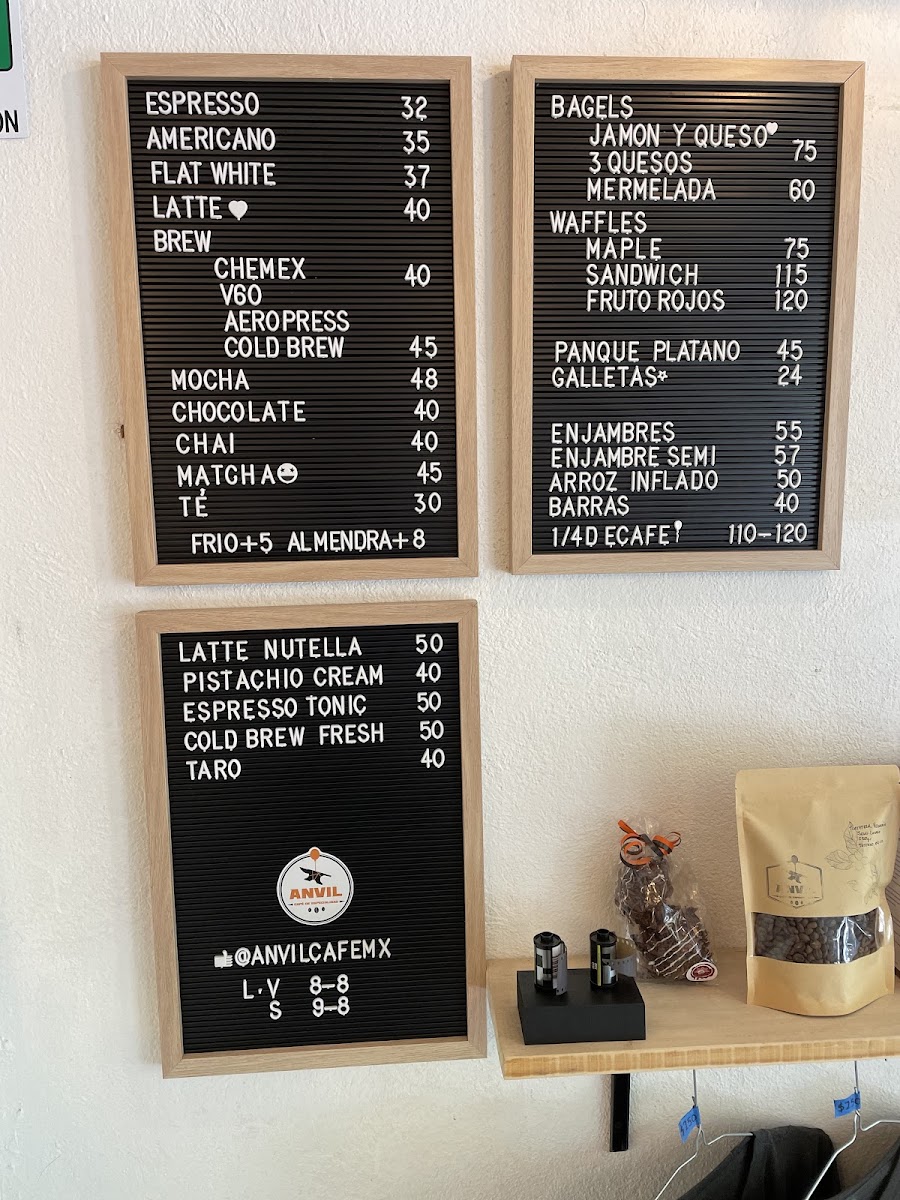 ON
ESPRESSO 32
AMERICANO 35
FLAT WHITE 37
LATTE 40
BREW
CHEMEX 40
V60
AEROPRESS
COLD BREW 45
MOCHA 48
CHOCOLATE 40
CHAI 40
MATCHA 45
TÉ 30
FRIO+5 ALMENDRA+8
BAGELS
JAMON Y QUESO
75
3 QUESOS
MERMELADA 60
WAFFLES
MAPLE 75
SANDWICH 115
FRUTO ROJOS 120
PANQUE PLATANO 45
GALLETAS 24
ENJAMBRES 55
ENJAMBRE SEMI 57
ARROZ INFLADO 50
BARRAS 40
1/4D ECAFE 110-120
LATTE NUTELLA 50
PISTACHIO CREAM 40
ESPRESSO TONIC 50
COLD BREW FRESH 50
TARO 40
ANVIL
CAFÉ DE ESPECIALIDAD
@ANVILCAFEMX
L·V 8-8
S 9-8
ANVIL